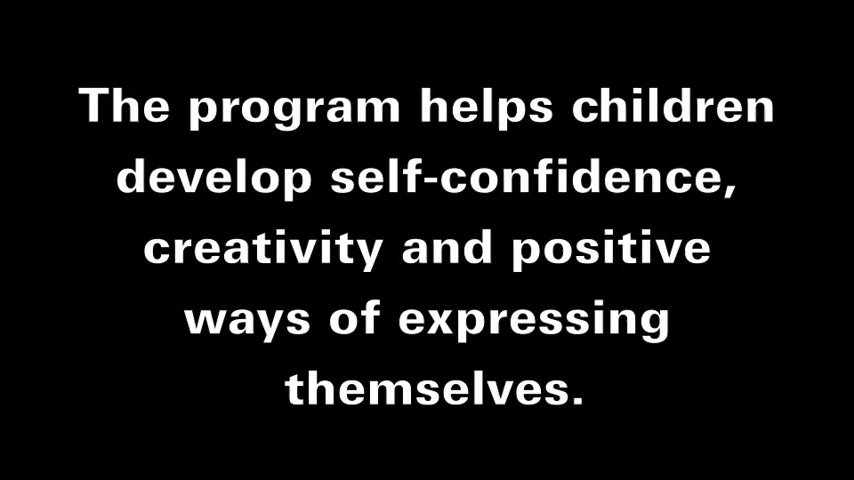 The program helps children
develop self-confidence,
creativity and positive
ways of expressing
themselves.